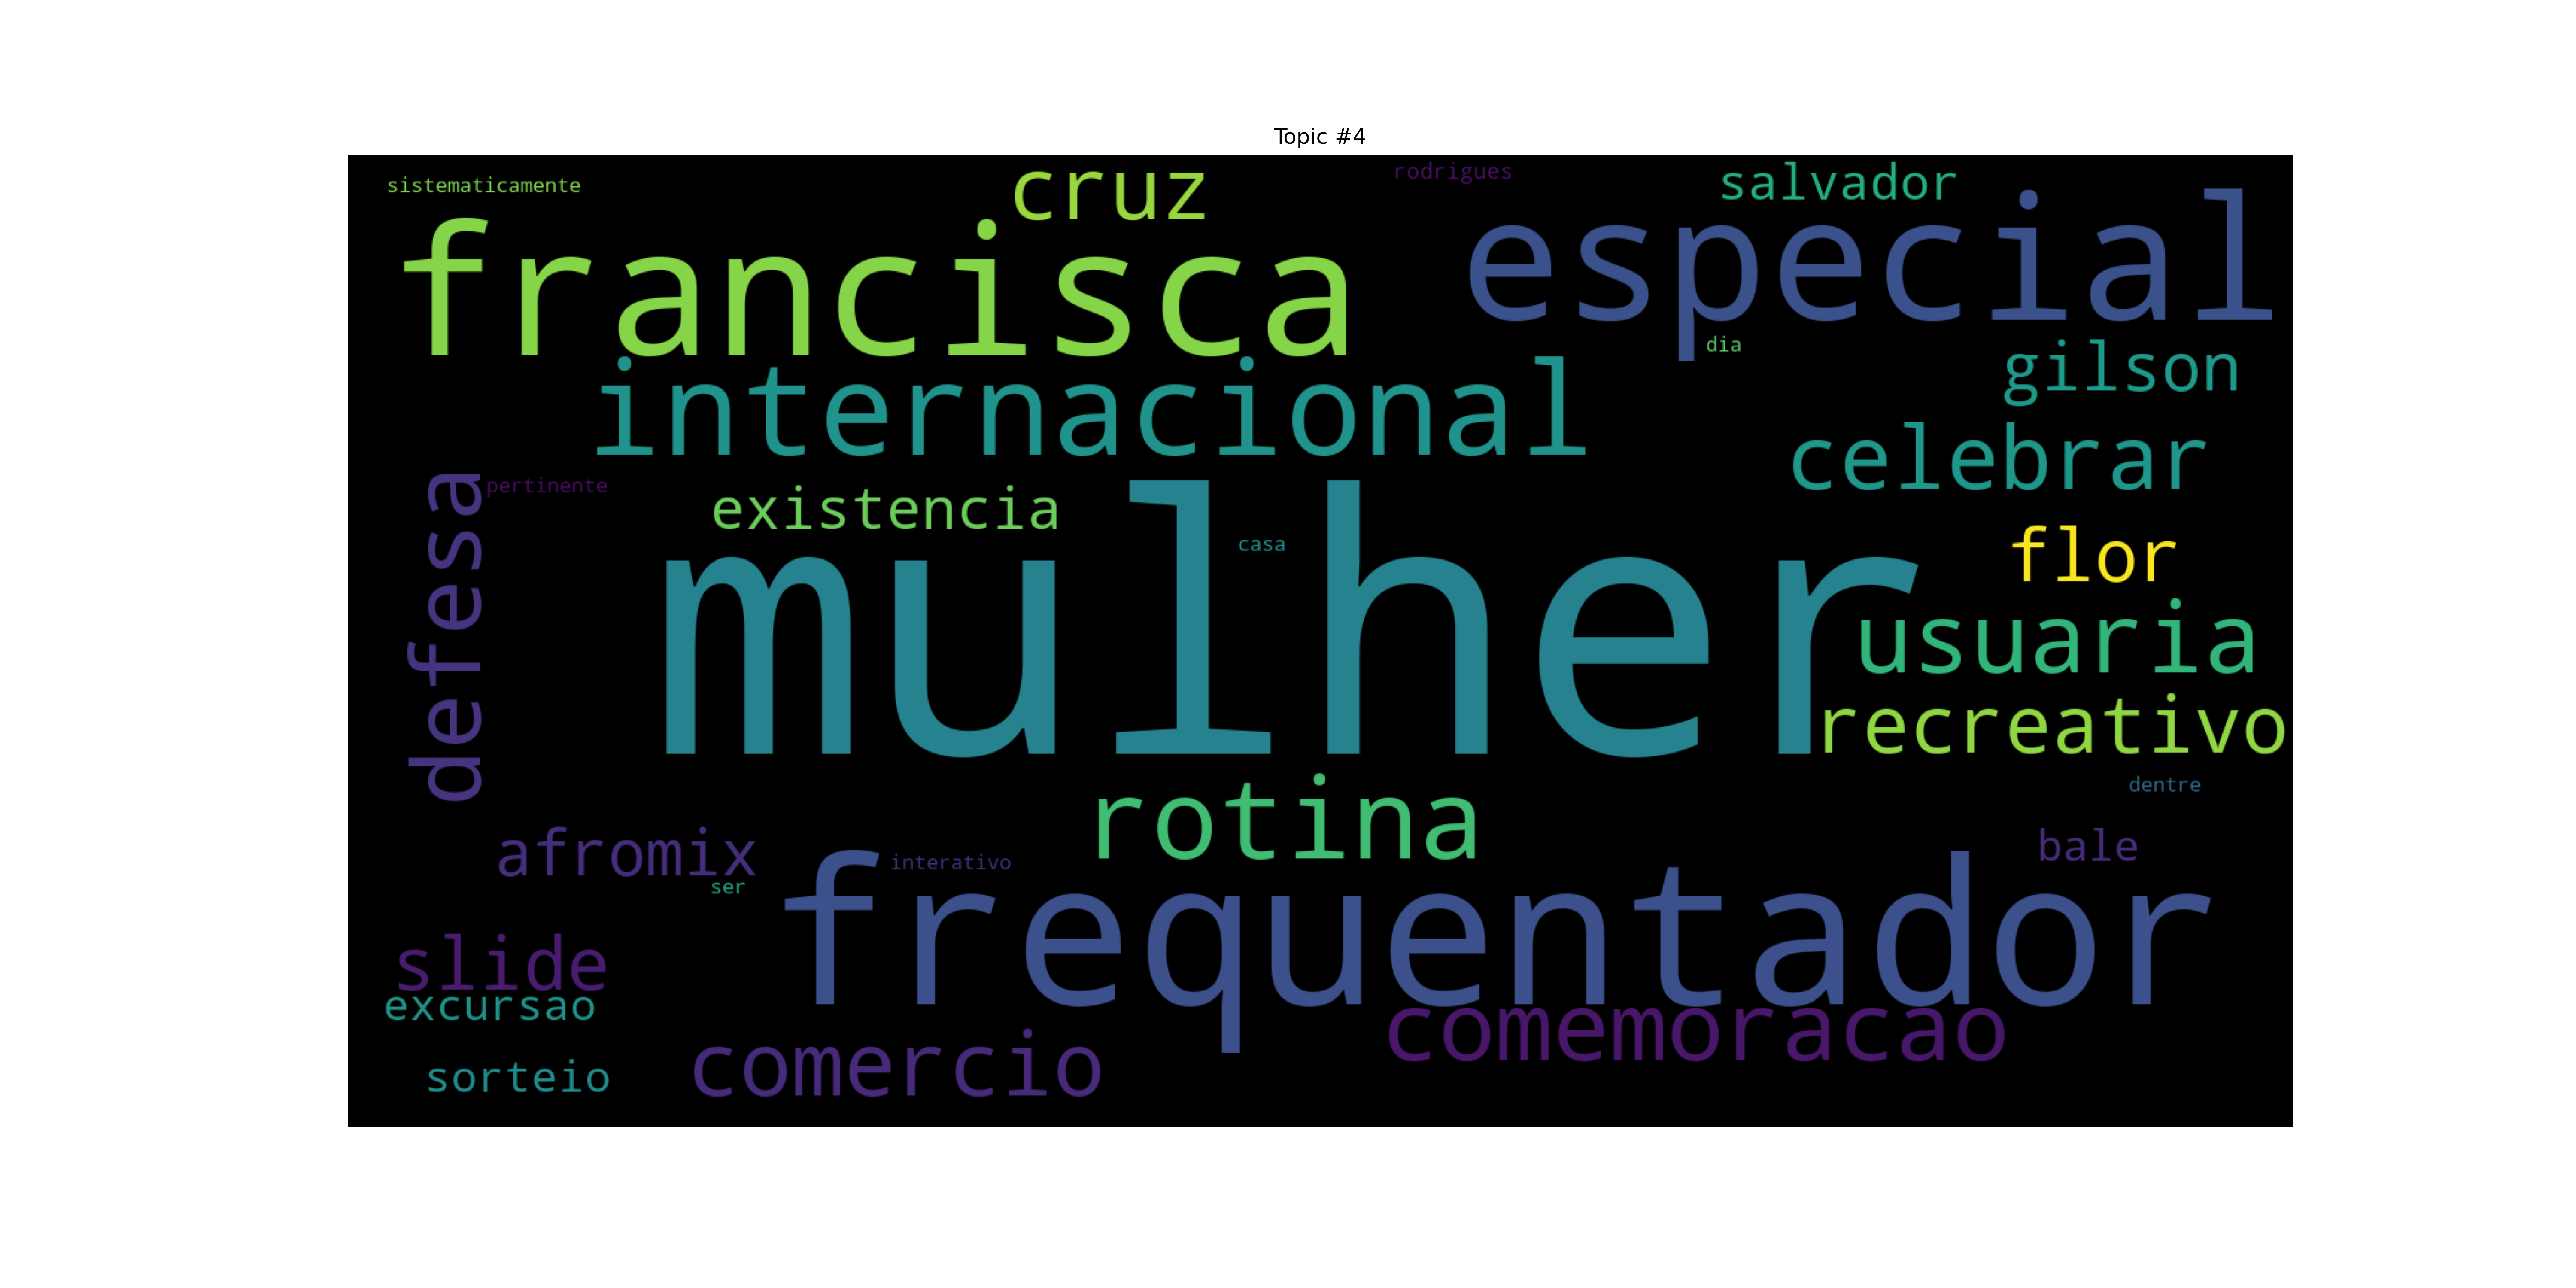 Topic #4
sistematicamente
cruz
rodrigues
salvador
francisca
especial
dia
gilson
internacional
celebrar
defesa
pertinente
existencia
casa
flor
mulher
usuaria
recreativo
rotina
dentre
afromix
interativo
bale
ser
frequentador
slide
excursao
comemoracao
comercio
sorteio